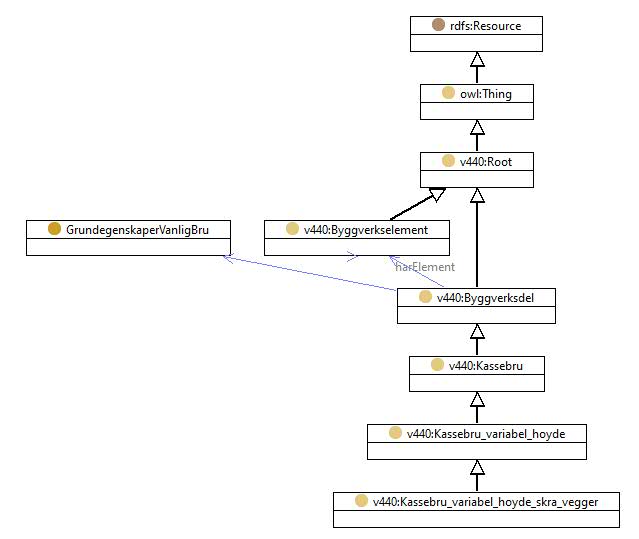 rdfs:Resource
owl:Thing
v440:Root
GrundegenskaperVanligBru
v440:Byggverkselement
harElement
v440:Byggverksdel
v440:Kassebru
v440:Kassebru_variabel_hoyde
v440:Kassebru_variabel_hoyde_skra_vegger